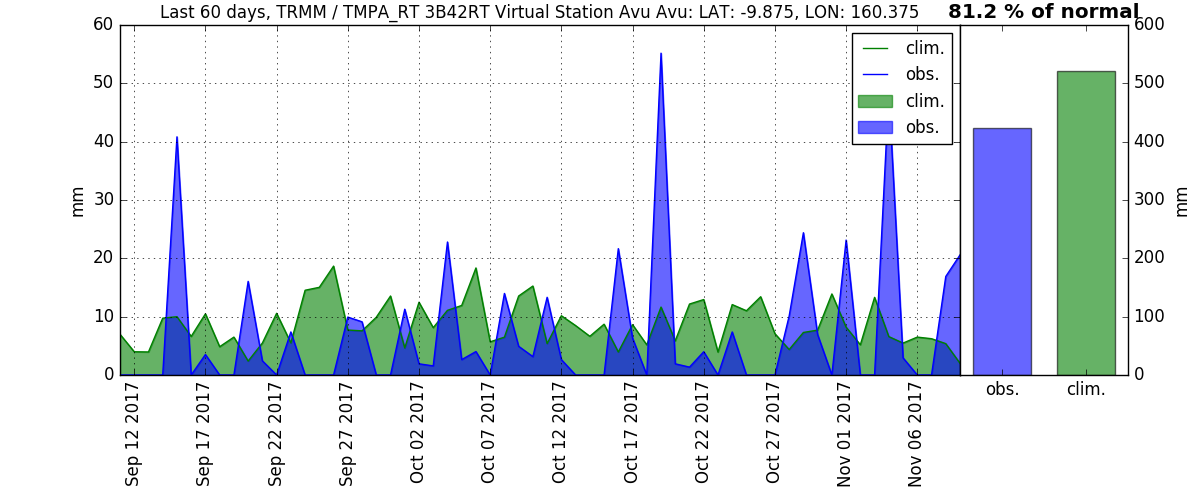 Last 60 days, TRMM / TMPA_RT 3B42RT Virtual Station Avu Avu: LAT: -9.875, LON: 160.375
81.2 % of normal
60
50
40
30
20
10
0
mm
clim.
obs.
clim.
obs.
Sep 12 2017
Sep 17 2017
Sep 22 2017
Sep 27 2017
Oct 02 2017
Oct 07 2017
Oct 12 2017
Oct 17 2017
Oct 22 2017
Oct 27 2017
Nov 01 2017
Nov 06 2017
600
500
400
300
200
100
0
mm
obs.
clim.